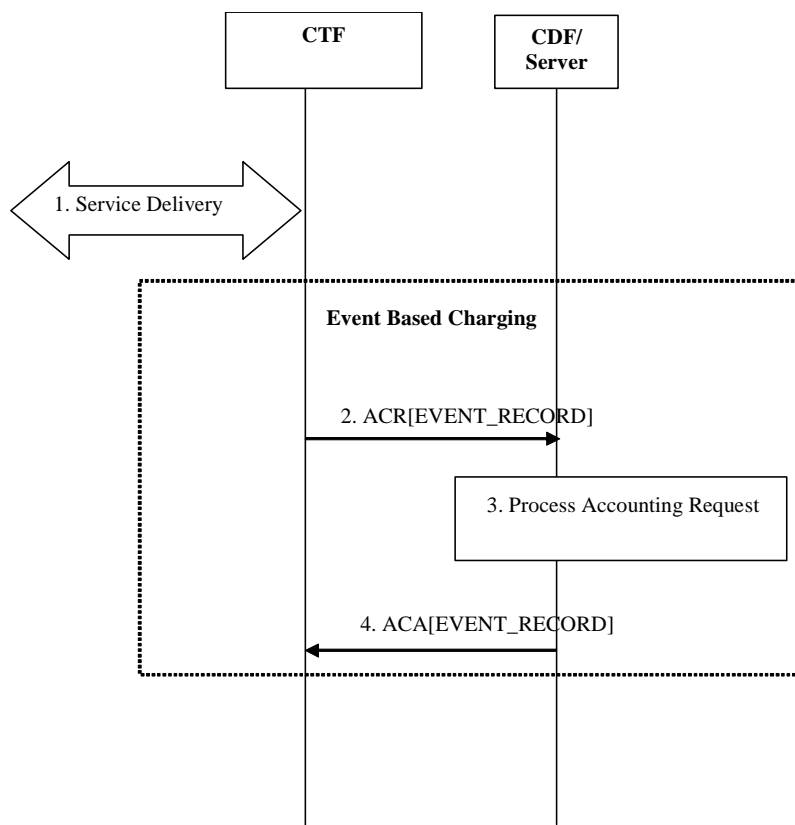 CTF
CDF/
Server
1. Service Delivery
Event Based Charging
2. ACR[EVENT_RECORD]
3. Process Accounting Request
4. ACA[EVENT_RECORD]